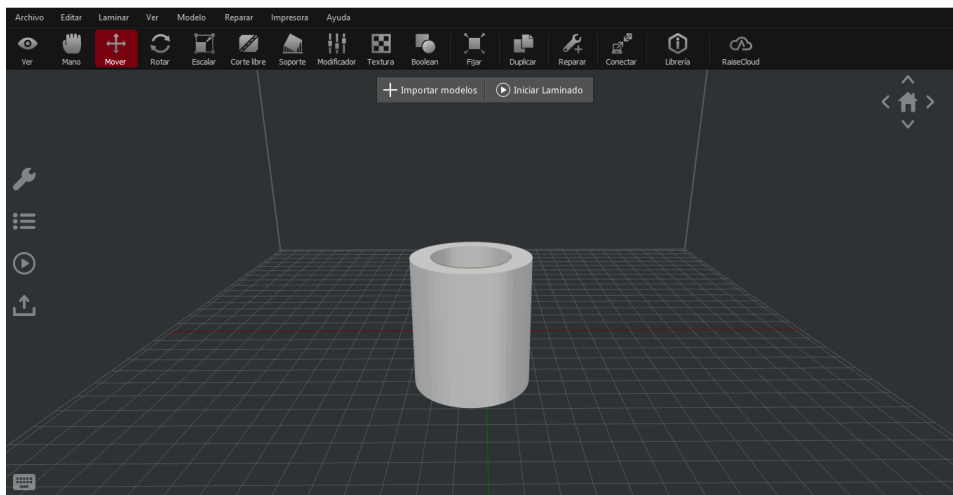 Archivo Editar Laminar Ver Modelo Reparar Impresora Ayuda
Ver Mano Mover Rotar Escalar Corte libre Soporte Modificador Textura Boolean Fijar Duplicar Reparar Conectar Librería RaiseCloud
Importar modelos Iniciar Laminado